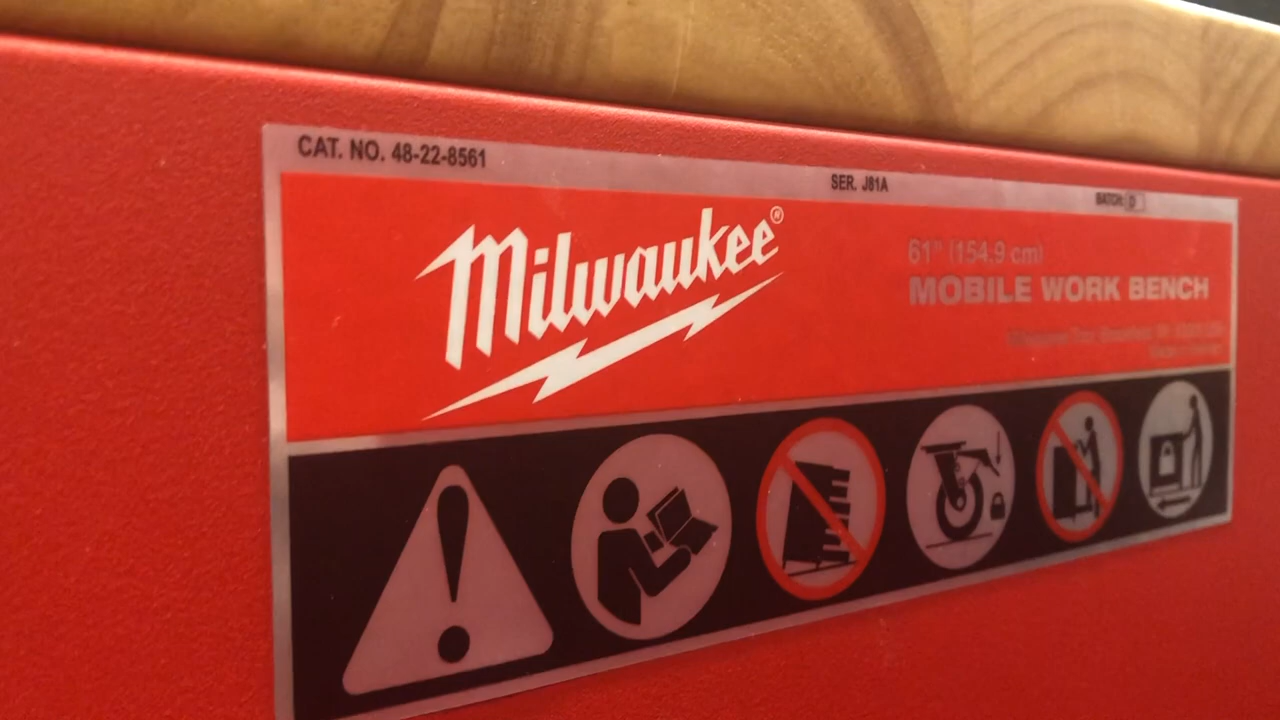 CAT. NO. 48-22-8561
SER. J81A
BATCH: D
Milwaukee®
61" (154.9 cm)
MOBILE WORK BENCH